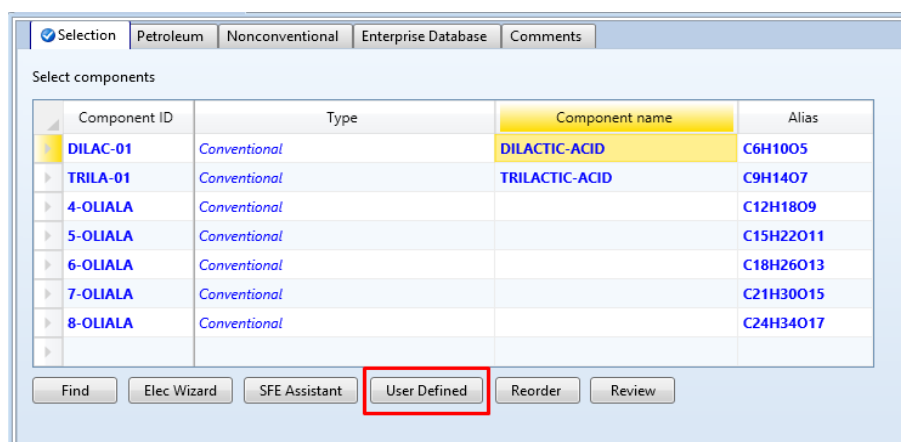 Selection Petroleum Nonconventional Enterprise Database Comments
Select components
Component ID Type Component name Alias
DILAC-01 Conventional DILACTIC-ACID C6H10O5
TRILA-01 Conventional TRILACTIC-ACID C9H14O7
4-OLIALA Conventional C12H18O9
5-OLIALA Conventional C15H22O11
6-OLIALA Conventional C18H26O13
7-OLIALA Conventional C21H30O15
8-OLIALA Conventional C24H34O17
Find Elec Wizard SFE Assistant User Defined Reorder Review